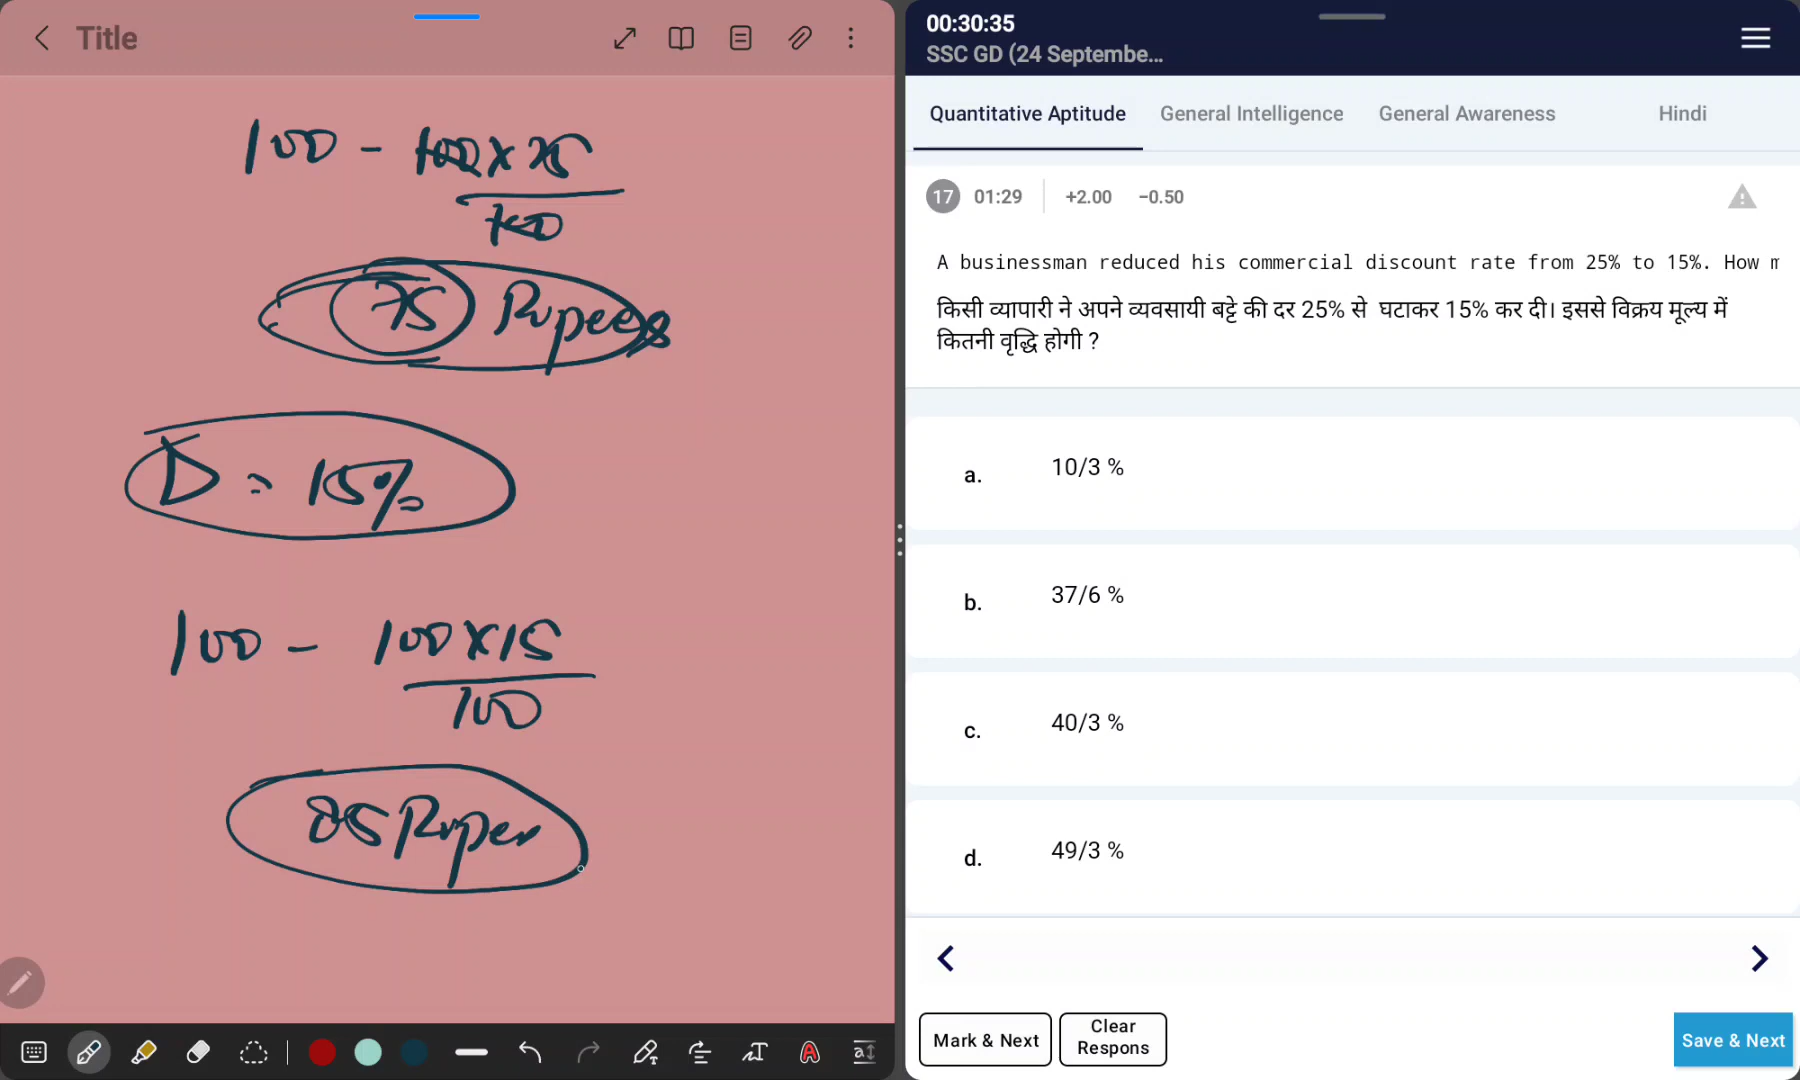 Title
100 - 100 x 25
100
75 Rupees
D = 15%
100 - 100 x 15
100
85 Rupee
00:30:35
SSC GD (24 Septembe...
Quantitative Aptitude General Intelligence General Awareness Hindi
17 01:29 +2.00 -0.50
A businessman reduced his commercial discount rate from 25% to 15%. How m
किसी व्यापारी ने अपने व्यवसायी बट्टे की दर 25% से घटाकर 15% कर दी। इससे विक्रय मूल्य में
कितनी वृद्धि होगी ?
a. 10/3 %
b. 37/6 %
c. 40/3 %
d. 49/3 %
Mark & Next
Clear
Respons
Save & Next